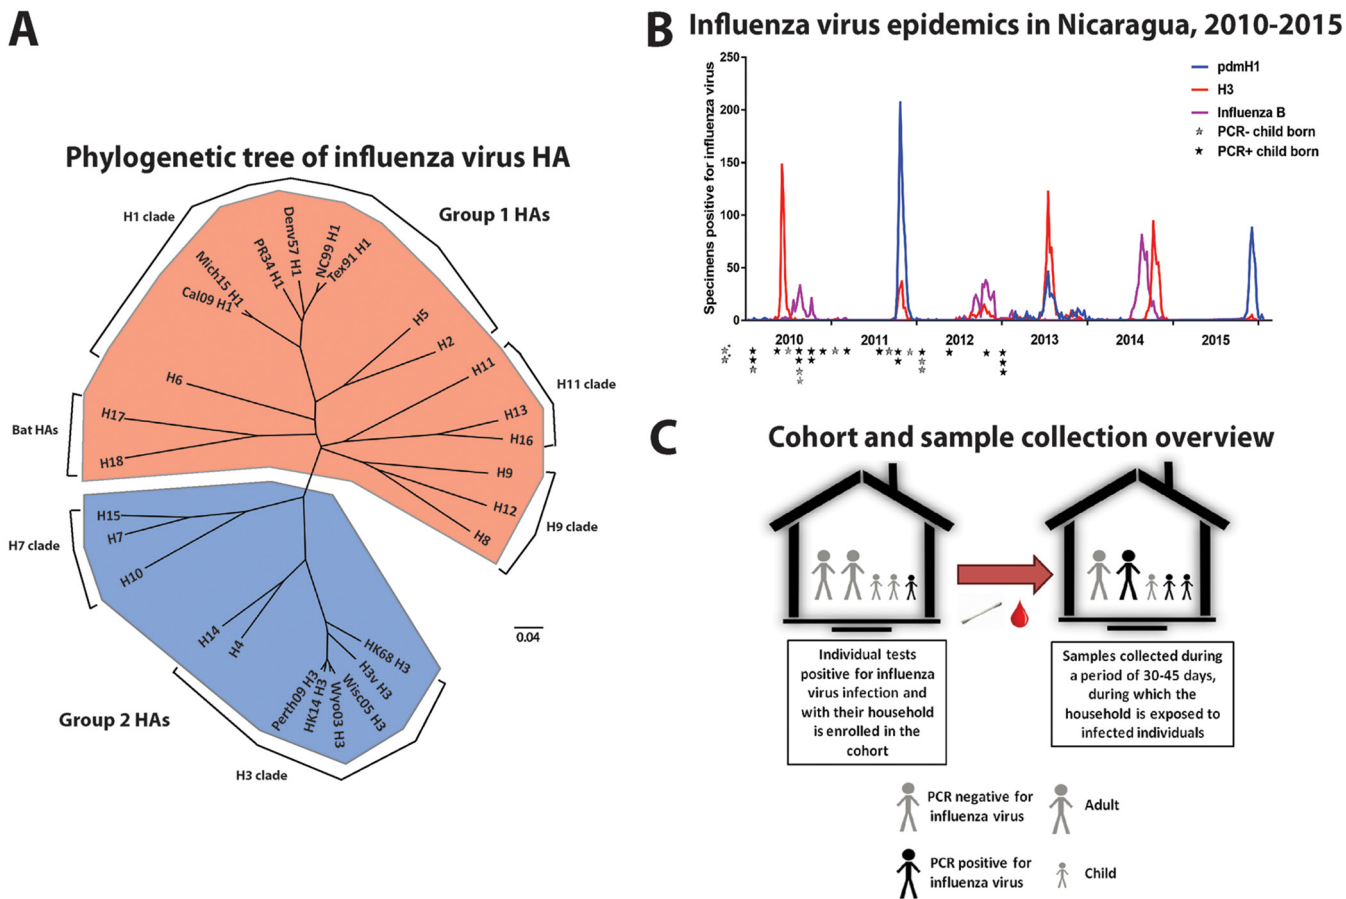 A
Phylogenetic tree of influenza virus HA
H1 clade
Group 1 HAs
Mich15 H1
Cal09 H1
PR34 H1
Denv57 H1
NC99 H1
Tex91 H1
H5
H2
H11
H11 clade
H6
H13
H16
Bat HAs
H17
H18
H9
H12
H8
H9 clade
H7 clade
H15
H7
H10
H14
H4
0.04
HK68 H3
H3v H3
Wisc05 H3
Wyo03 H3
HK14 H3
Perth09 H3
Group 2 HAs
H3 clade
B
Influenza virus epidemics in Nicaragua, 2010-2015
Specimens positive for influenza virus
250
200
150
100
50
0
pdmH1
H3
Influenza B
PCR- child born
PCR+ child born
2010 2011 2012 2013 2014 2015
C
Cohort and sample collection overview
Individual tests
positive for influenza
virus infection and
with their household
is enrolled in the
cohort
Samples collected during
a period of 30-45 days,
during which the
household is exposed to
infected individuals
PCR negative for
influenza virus
Adult
PCR positive for
influenza virus
Child